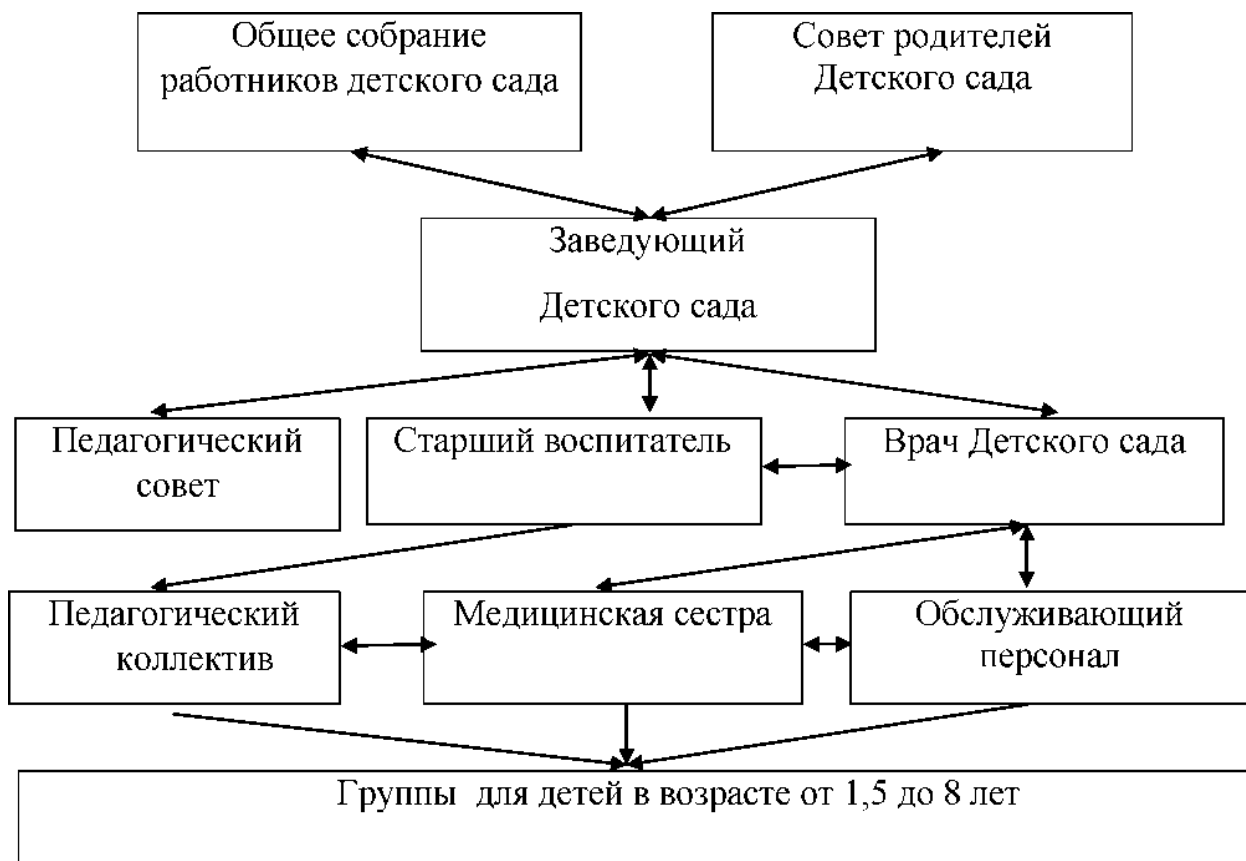 Общее собрание
работников детского сада
Совет родителей
Детского сада
Заведующий
Детского сада
Педагогический
совет
Старший воспитатель
Врач Детского сада
Педагогический
коллектив
Медицинская сестра
Обслуживающий
персонал
Группы для детей в возрасте от 1,5 до 8 лет